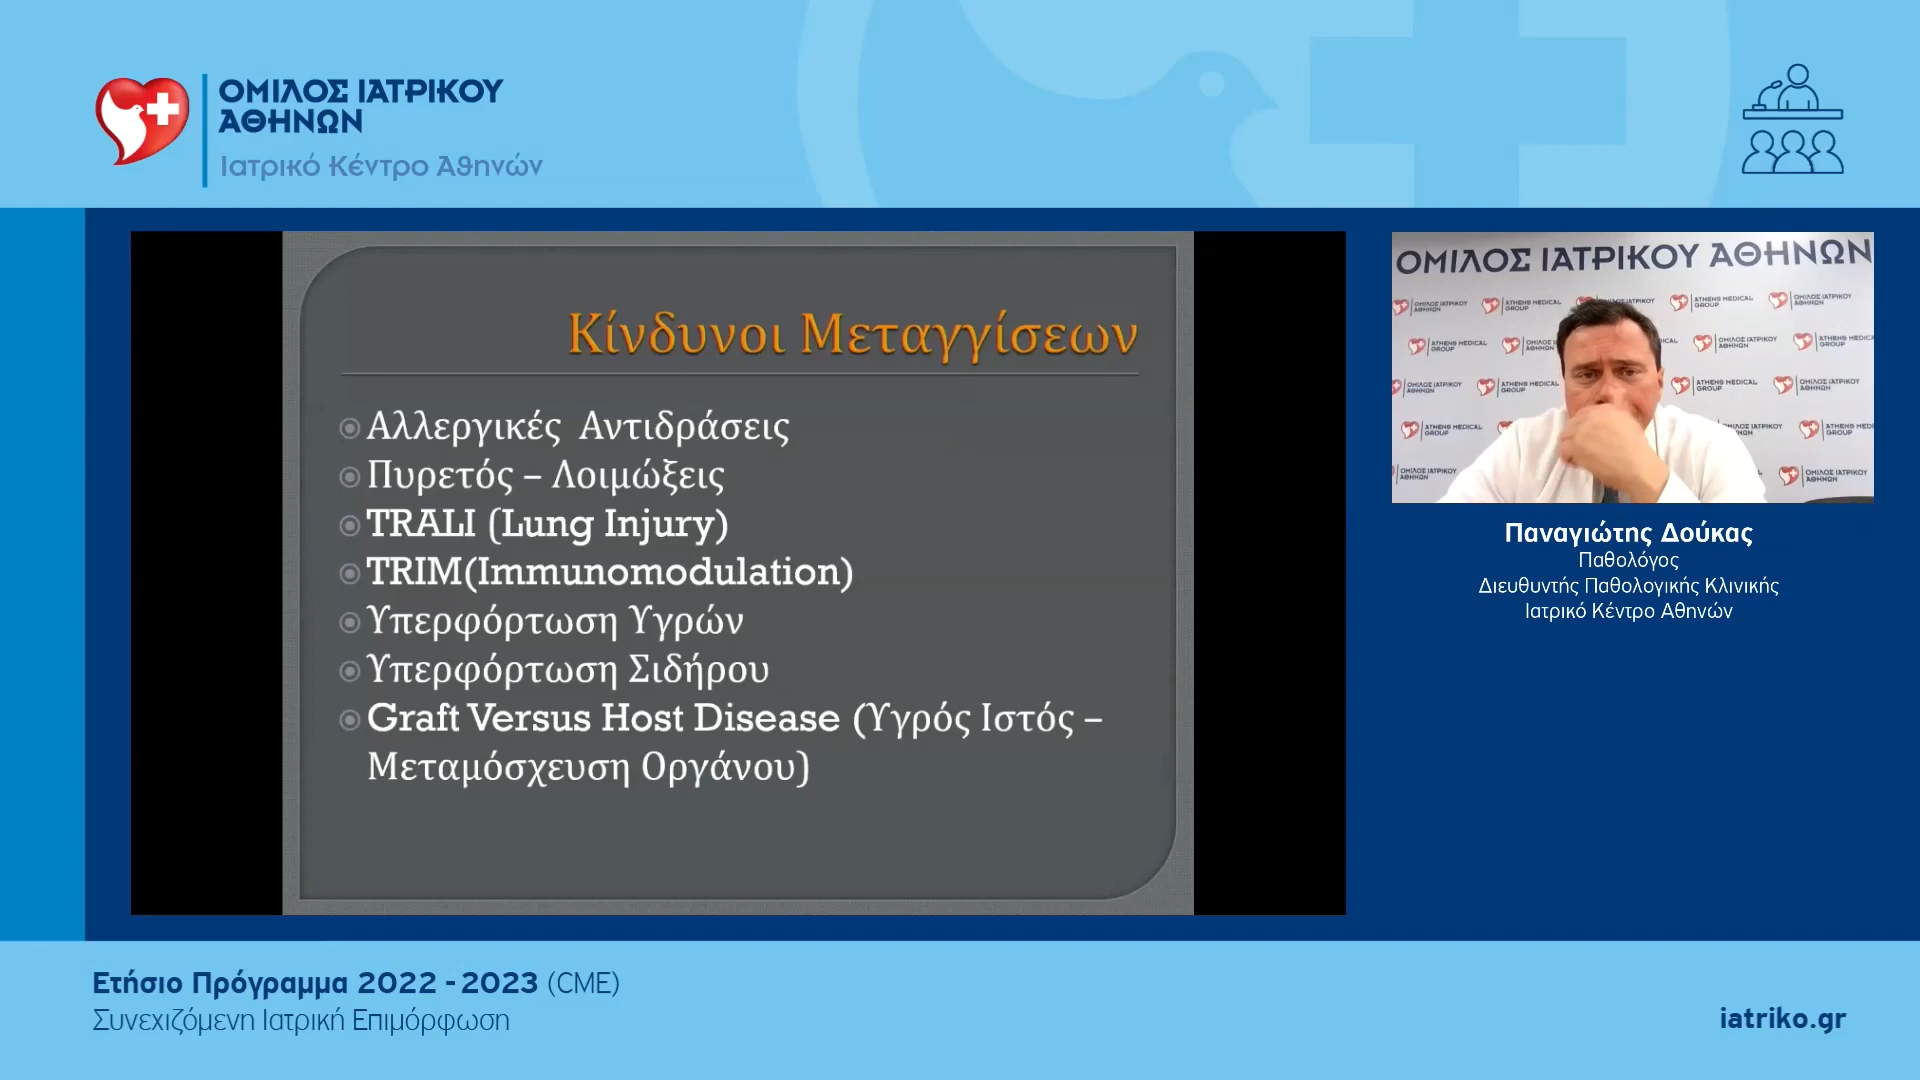 ΟΜΙΛΟΣ ΙΑΤΡΙΚΟΥ
ΑΘΗΝΩΝ
Ιατρικό Κέντρο Αθηνών
Κίνδυνοι Μεταγγίσεων
Αλλεργικές Αντιδράσεις
Πυρετός – Λοιμώξεις
TRALI (Lung Injury)
TRIM(Immunomodulation)
Υπερφόρτωση Υγρών
Υπερφόρτωση Σιδήρου
Graft Versus Host Disease (Υγρός Ιστός –
Μεταμόσχευση Οργάνου)
ΟΜΙΛΟΣ ΙΑΤΡΙΚΟΥ ΑΘΗΝΩΝ
Παναγιώτης Δούκας
Παθολόγος
Διευθυντής Παθολογικής Κλινικής
Ιατρικό Κέντρο Αθηνών
Ετήσιο Πρόγραμμα 2022 - 2023 (CME)
Συνεχιζόμενη Ιατρική Επιμόρφωση
iatriko.gr